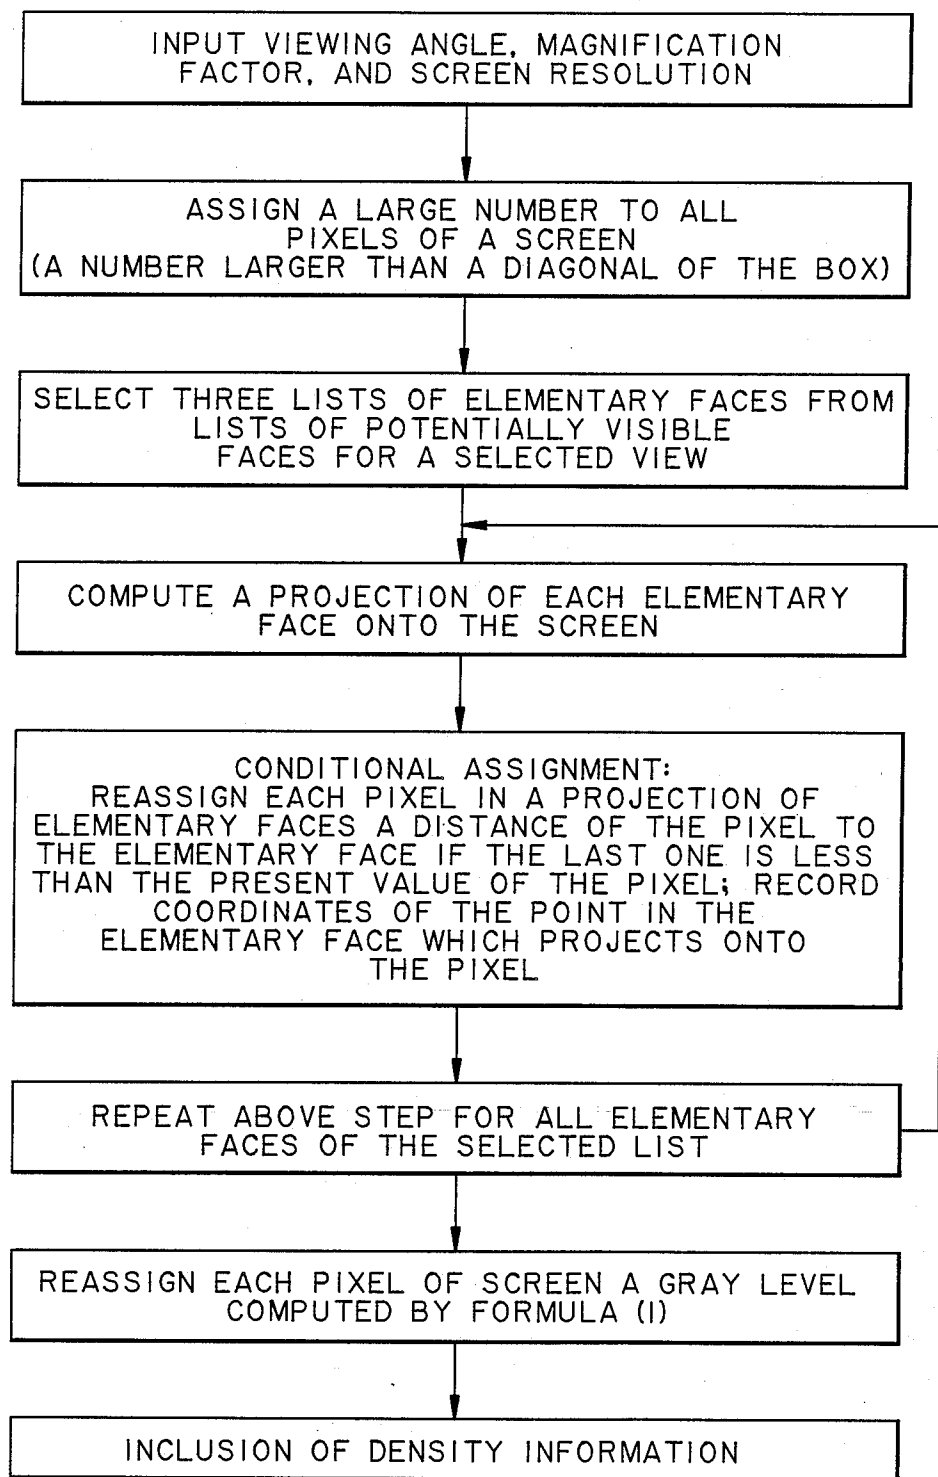 INPUT VIEWING ANGLE, MAGNIFICATION
FACTOR, AND SCREEN RESOLUTION
ASSIGN A LARGE NUMBER TO ALL
PIXELS OF A SCREEN
(A NUMBER LARGER THAN A DIAGONAL OF THE BOX)
SELECT THREE LISTS OF ELEMENTARY FACES FROM
LISTS OF POTENTIALLY VISIBLE
FACES FOR A SELECTED VIEW
COMPUTE A PROJECTION OF EACH ELEMENTARY
FACE ONTO THE SCREEN
CONDITIONAL ASSIGNMENT:
REASSIGN EACH PIXEL IN A PROJECTION OF
ELEMENTARY FACES A DISTANCE OF THE PIXEL TO
THE ELEMENTARY FACE IF THE LAST ONE IS LESS
THAN THE PRESENT VALUE OF THE PIXEL; RECORD
COORDINATES OF THE POINT IN THE
ELEMENTARY FACE WHICH PROJECTS ONTO
THE PIXEL
REPEAT ABOVE STEP FOR ALL ELEMENTARY
FACES OF THE SELECTED LIST
REASSIGN EACH PIXEL OF SCREEN A GRAY LEVEL
COMPUTED BY FORMULA (I)
INCLUSION OF DENSITY INFORMATION